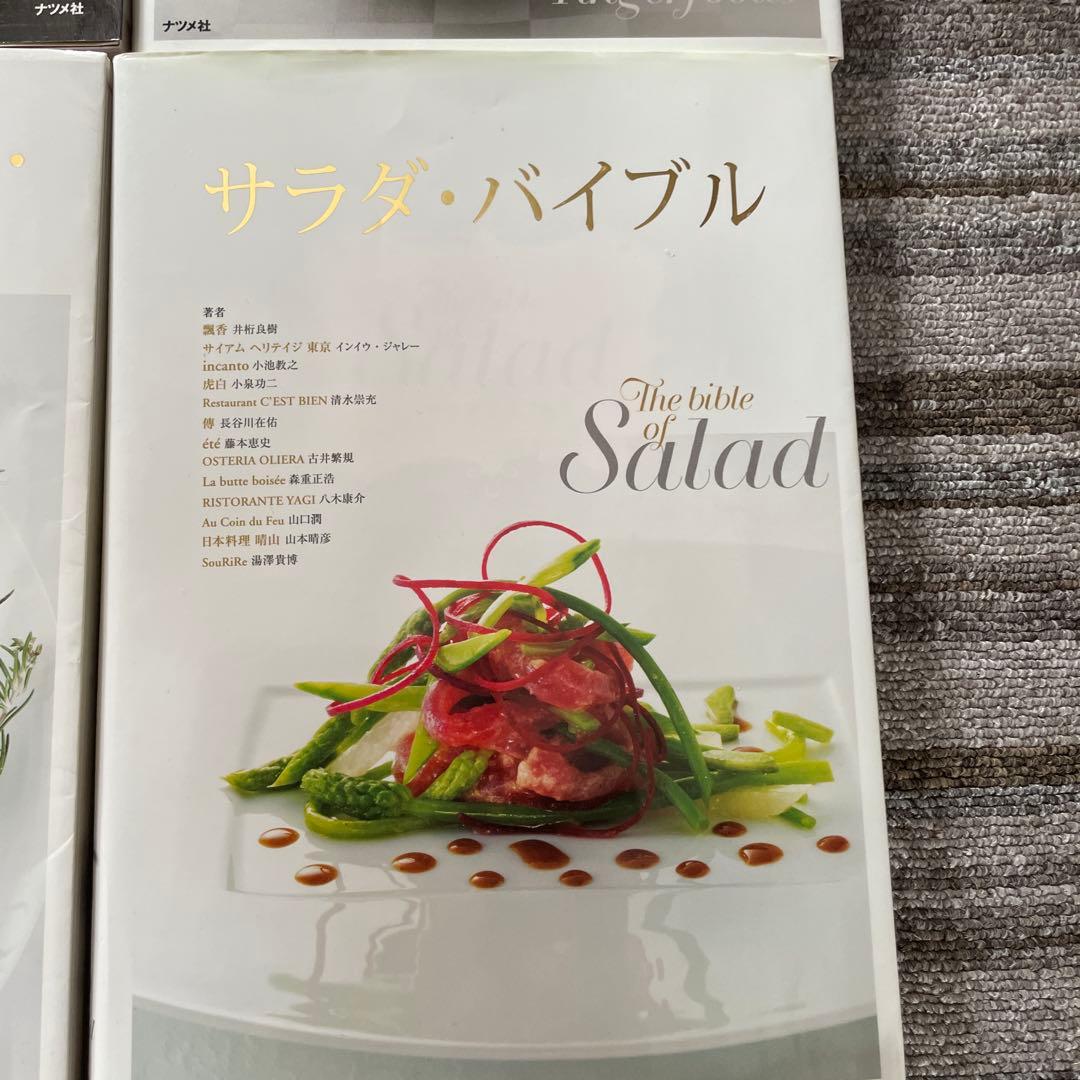 ナツメ社
ナツメ社
サラダ・バイブル
著者
飄香 井桁良樹
サイアム ヘリテイジ 東京 インイウ・ジャレー
incanto 小池教之
虎白 小泉功二
Restaurant C'EST BIEN 清水崇充
傳 長谷川在佑
été 藤本恵史
OSTERIA OLIERA 古井繁規
La butte boisée 森重正浩
RISTORANTE YAGI 八木康介
Au Coin du Feu 山口潤
日本料理 晴山 山本晴彦
SouRiRe 湯澤貴博
The bible
of
Salad